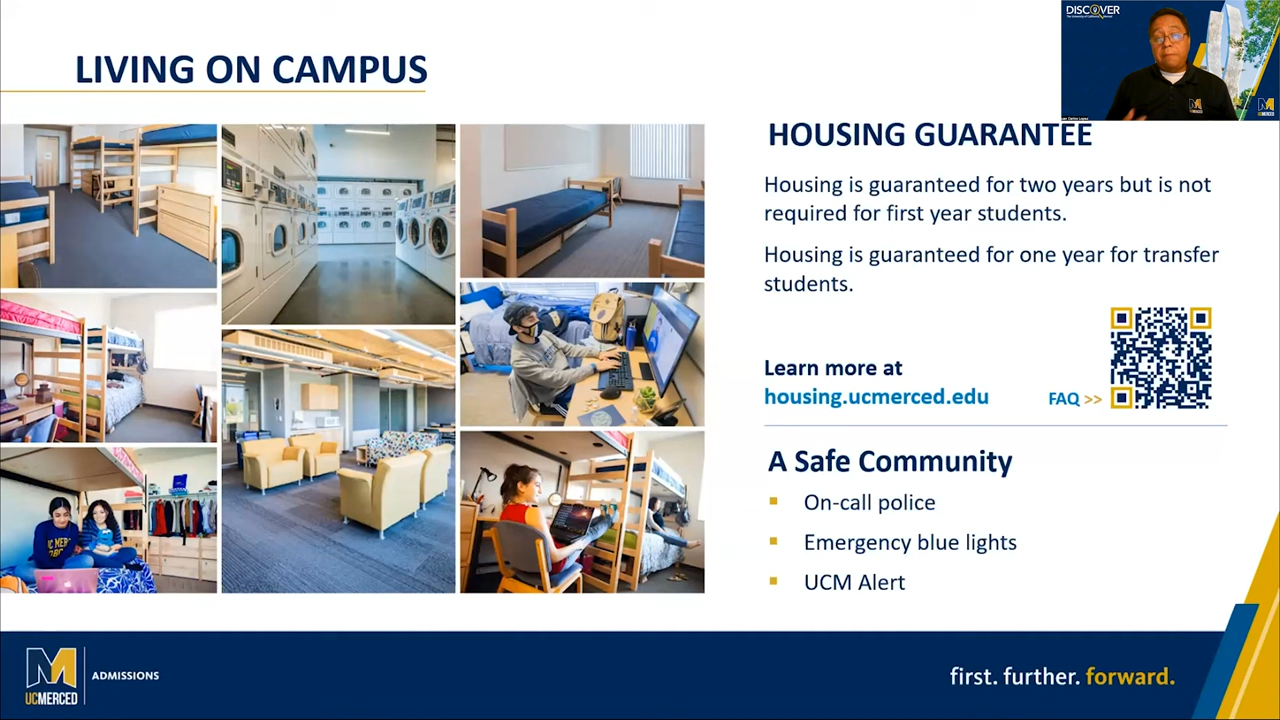 DISCOVER
LIVING ON CAMPUS
HOUSING GUARANTEE
Housing is guaranteed for two years but is not
required for first year students.
Housing is guaranteed for one year for transfer
students.
Learn more at
housing.ucmerced.edu
FAQ >>
A Safe Community
▪ On-call police
▪ Emergency blue lights
▪ UCM Alert
M
UCMERCED
ADMISSIONS
first. further. forward.